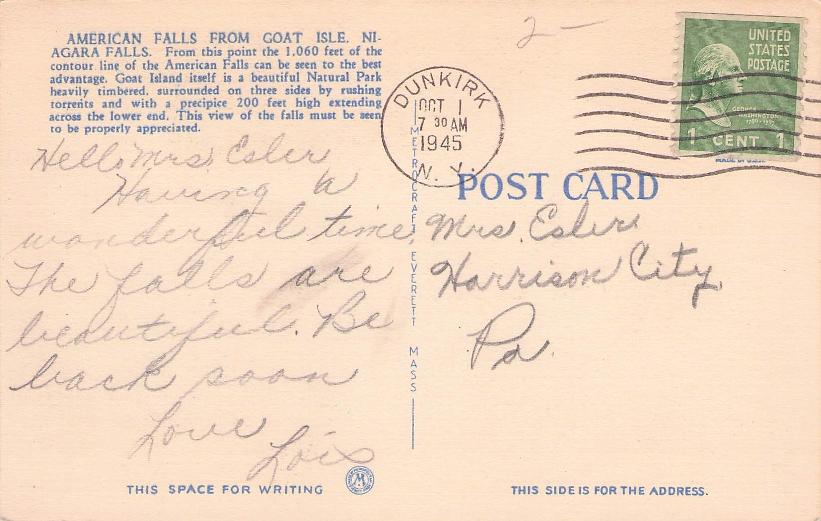 AMERICAN FALLS FROM GOAT ISLE, NI-
AGARA FALLS. From this point the 1,060 feet of the
contour line of the American Falls can be seen to the best
advantage. Goat Island itself is a beautiful Natural Park
heavily timbered, surrounded on three sides by rushing
torrents and with a precipice 200 feet high extending
across the lower end. This view of the falls must be seen
to be properly appreciated.
Hello Mrs. Esler
Having a
wonderful time.
The falls are
beautiful. Be
back soon
Love
Lois
THIS SPACE FOR WRITING
METROCRAFT EVERETT MASS
2—
DUNKIRK
OCT 1
7 30 AM
1945
N. Y.
UNITED
STATES
POSTAGE
GEORGE
WASHINGTON
1 CENT 1
POST CARD
Mrs. Esler
Harrison City
Pa.
THIS SIDE IS FOR THE ADDRESS.